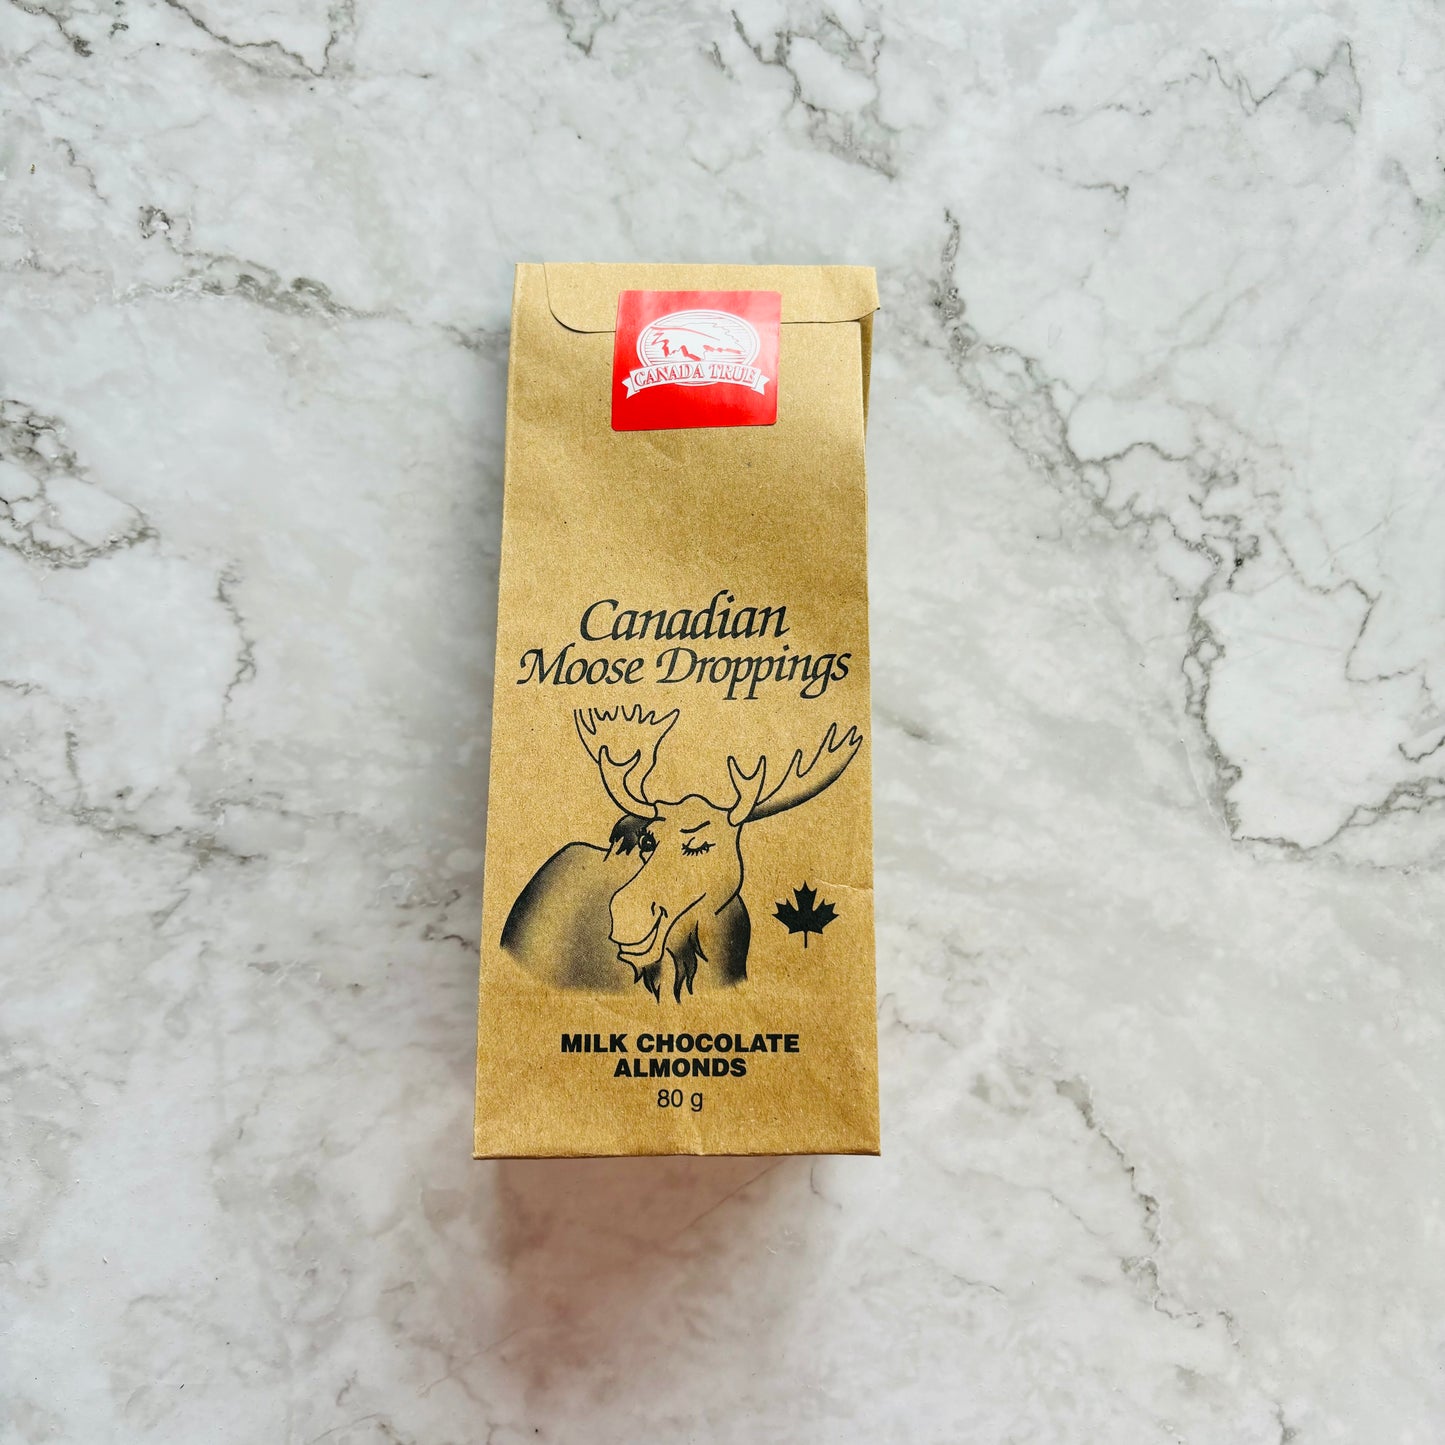 CANADA TRUE
Canadian
Moose Droppings
MILK CHOCOLATE
ALMONDS
80 g